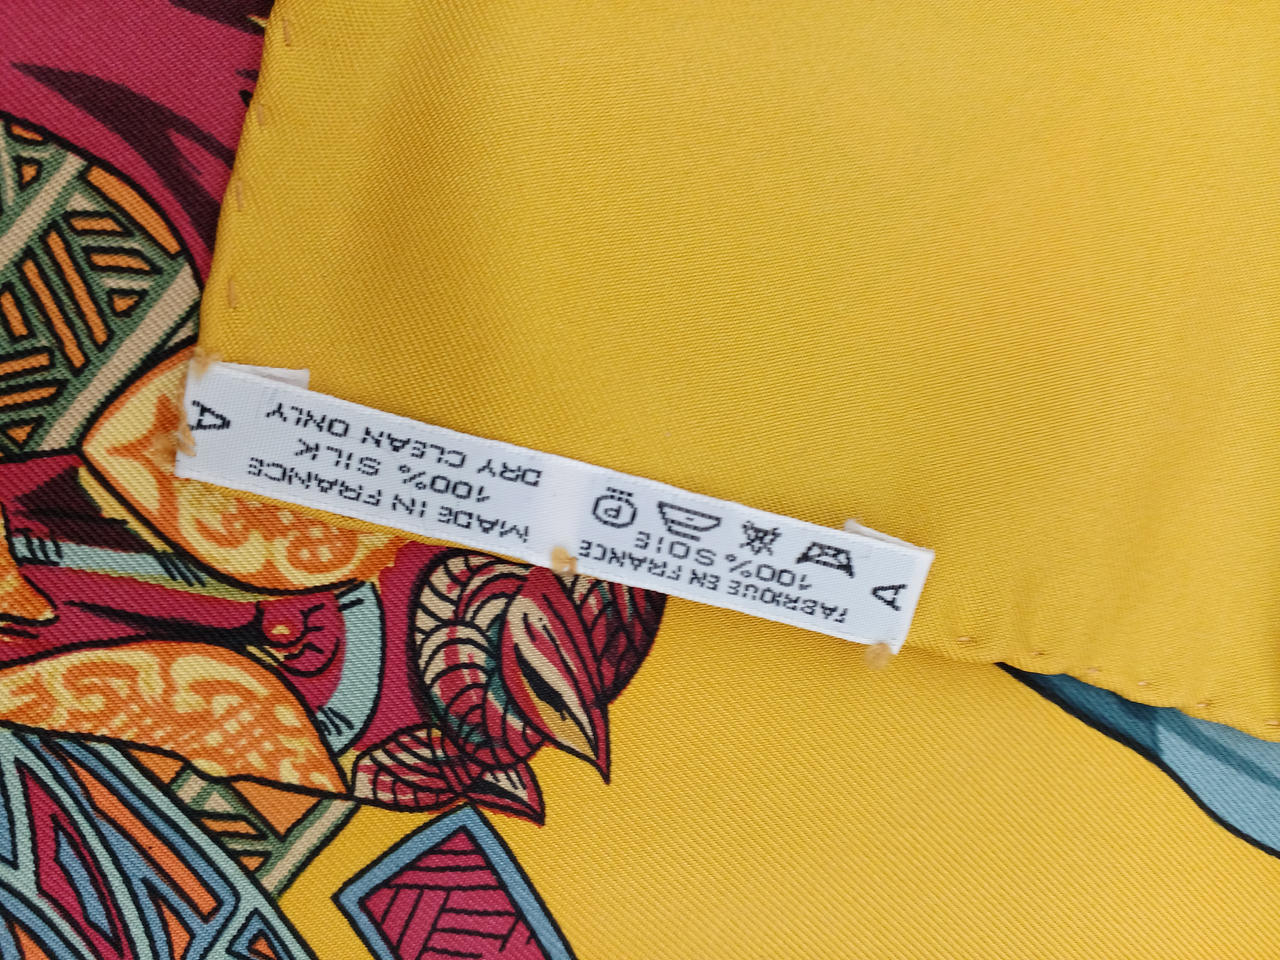 A
FABRIQUE EN FRANCE
100% SOIE
P
MADE IN FRANCE
100% SILK
DRY CLEAN ONLY
A